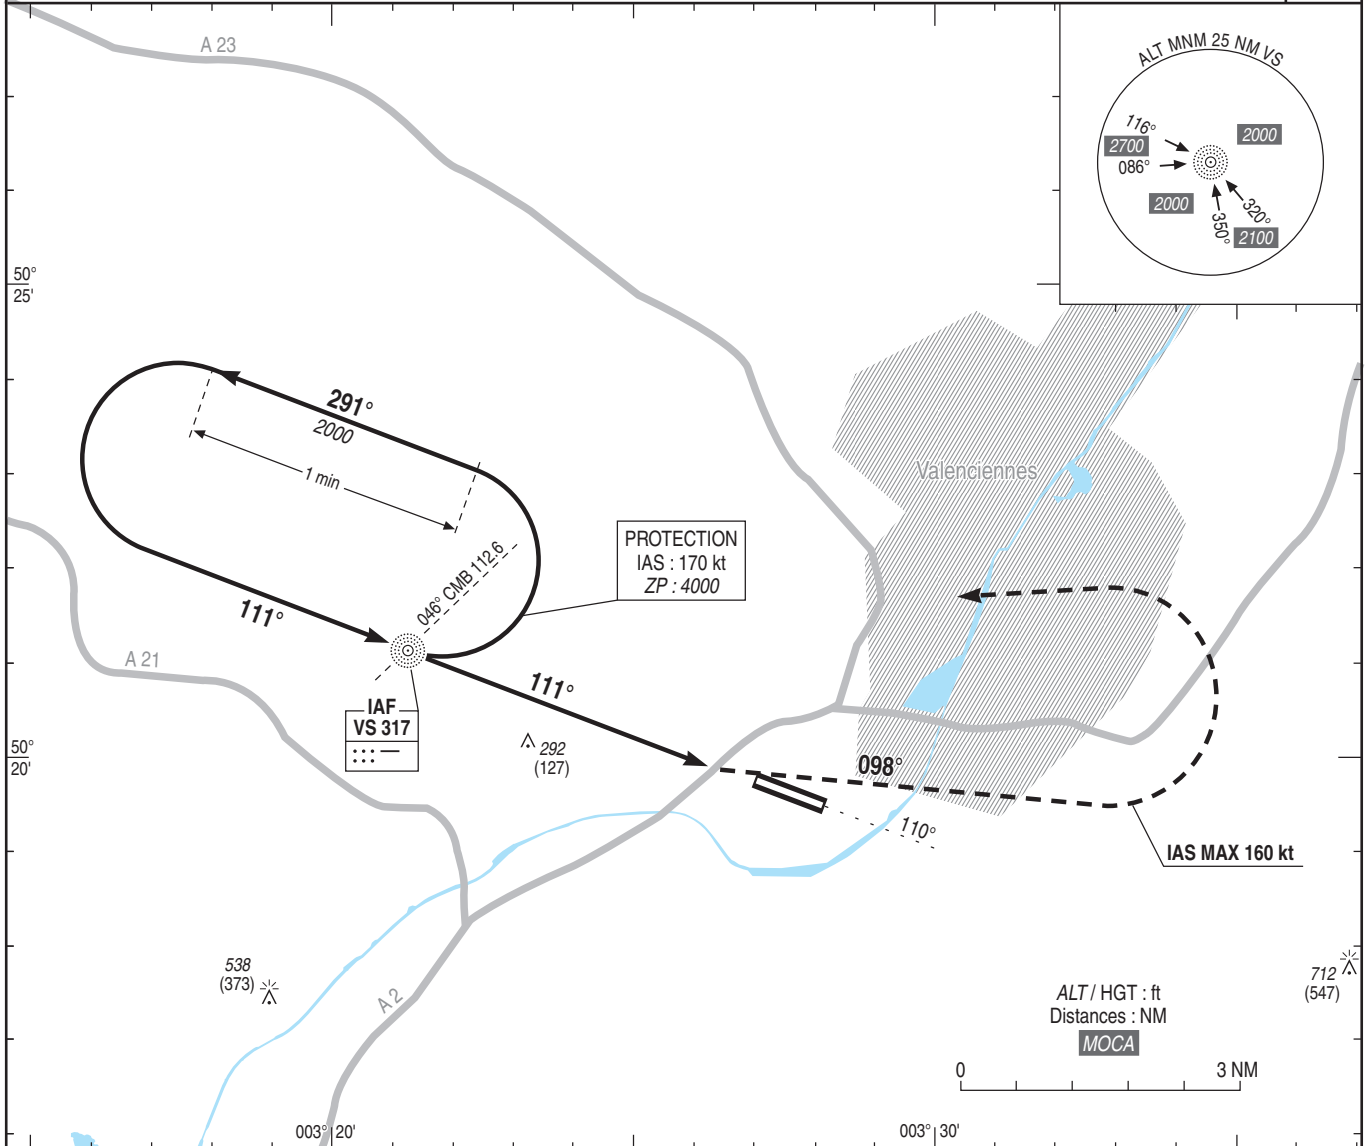 A 23
ALT MNM 25 NM VS
116°
2700
086°
2000
2000
350°
320°
2100
50°
25'
291°
2000
1 min
Valenciennes
PROTECTION
IAS : 170 kt
ZP : 4000
046° CMB 112.6
111°
A 21
111°
IAF
VS 317
292
(127)
50°
20'
098°
110°
IAS MAX 160 kt
538
(373)
A 2
712
(547)
ALT / HGT : ft
Distances : NM
MOCA
0
3 NM
003° 20'
003° 30'